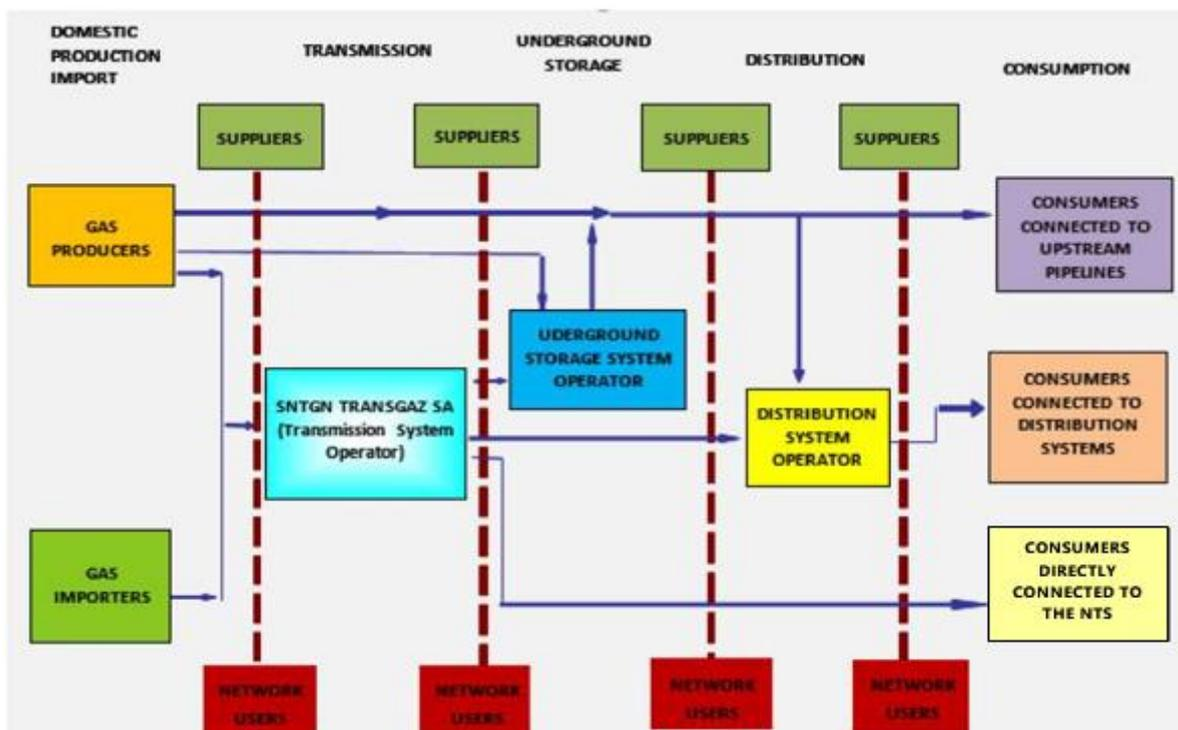 DOMESTIC
PRODUCTION
IMPORT
TRANSMISSION
UNDERGROUND
STORAGE
DISTRIBUTION
CONSUMPTION
SUPPLIERS
SUPPLIERS
SUPPLIERS
SUPPLIERS
GAS
PRODUCERS
CONSUMERS
CONNECTED TO
UPSTREAM
PIPELINES
UDERGROUND
STORAGE SYSTEM
OPERATOR
SNTGN TRANSGAZ SA
(Transmission System
Operator)
DISTRIBUTION
SYSTEM
OPERATOR
CONSUMERS
CONNECTED TO
DISTRIBUTION
SYSTEMS
GAS
IMPORTERS
CONSUMERS
DIRECTLY
CONNECTED TO
THE NTS
NETWORK
USERS
NETWORK
USERS
NETWORK
USERS
NETWORK
USERS